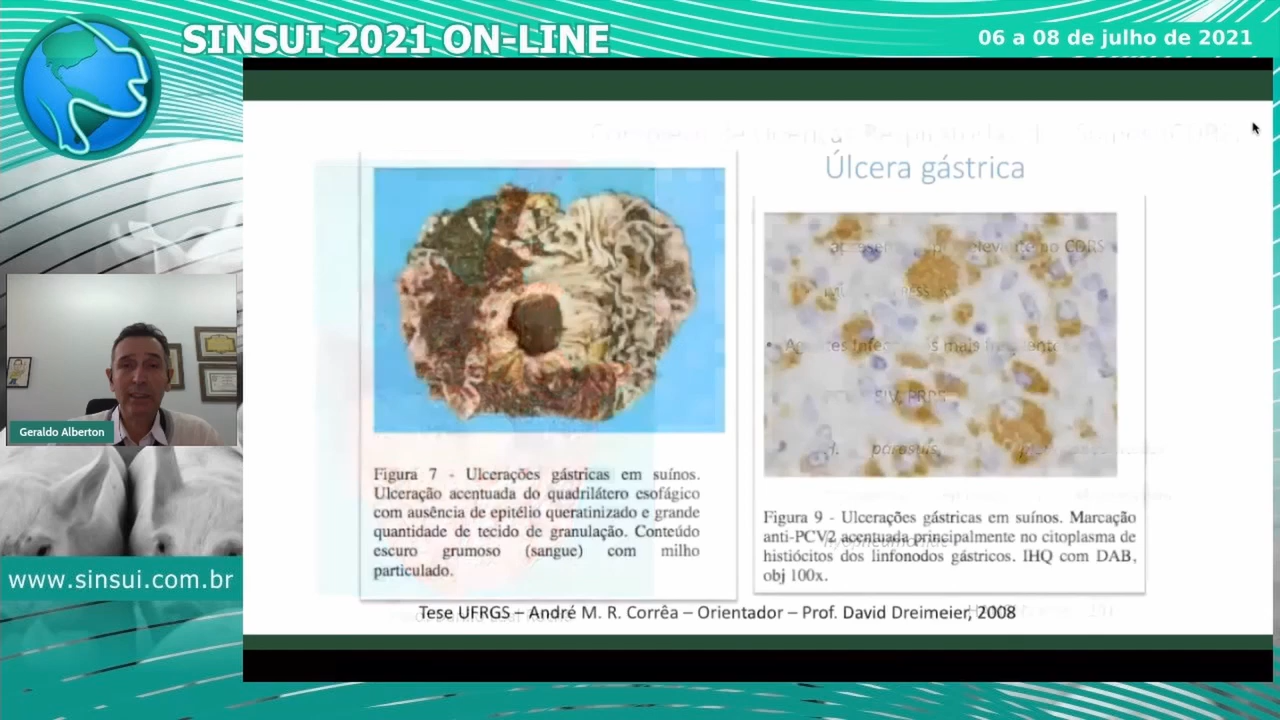 SINSUI 2021 ON-LINE
06 a 08 de julho de 2021
Úlcera gástrica
CDRS
SIV, PRRS
parasuis,
Figura 7 - Ulcerações gástricas em suínos.
Ulceração acentuada do quadrilátero esofágico
com ausência de epitélio queratinizado e grande
quantidade de tecido de granulação. Conteúdo
escuro grumoso (sangue) com milho
particulado.
Figura 9 - Ulcerações gástricas em suínos. Marcação
anti-PCV2 acentuada principalmente no citoplasma de
histiócitos dos linfonodos gástricos. IHQ com DAB,
obj 100x.
Tese UFRGS – André M. R. Corrêa – Orientador – Prof. David Dreimeier, 2008
Geraldo Alberton
www.sinsui.com.br